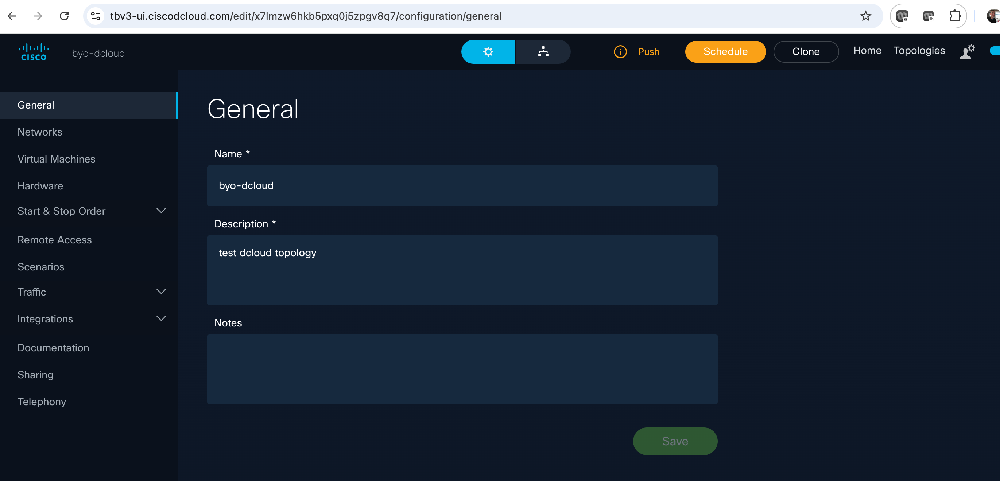 tbv3-ui.ciscodcloud.com/edit/x7lmzw6hkb5pxq0j5zpgv8q7/configuration/general
CISCO
byo-dcloud
Push
Schedule
Clone
Home
Topologies
General
Networks
Virtual Machines
Hardware
Start & Stop Order
Remote Access
Scenarios
Traffic
Integrations
Documentation
Sharing
Telephony
General
Name *
byo-dcloud
Description *
test dcloud topology
Notes
Save